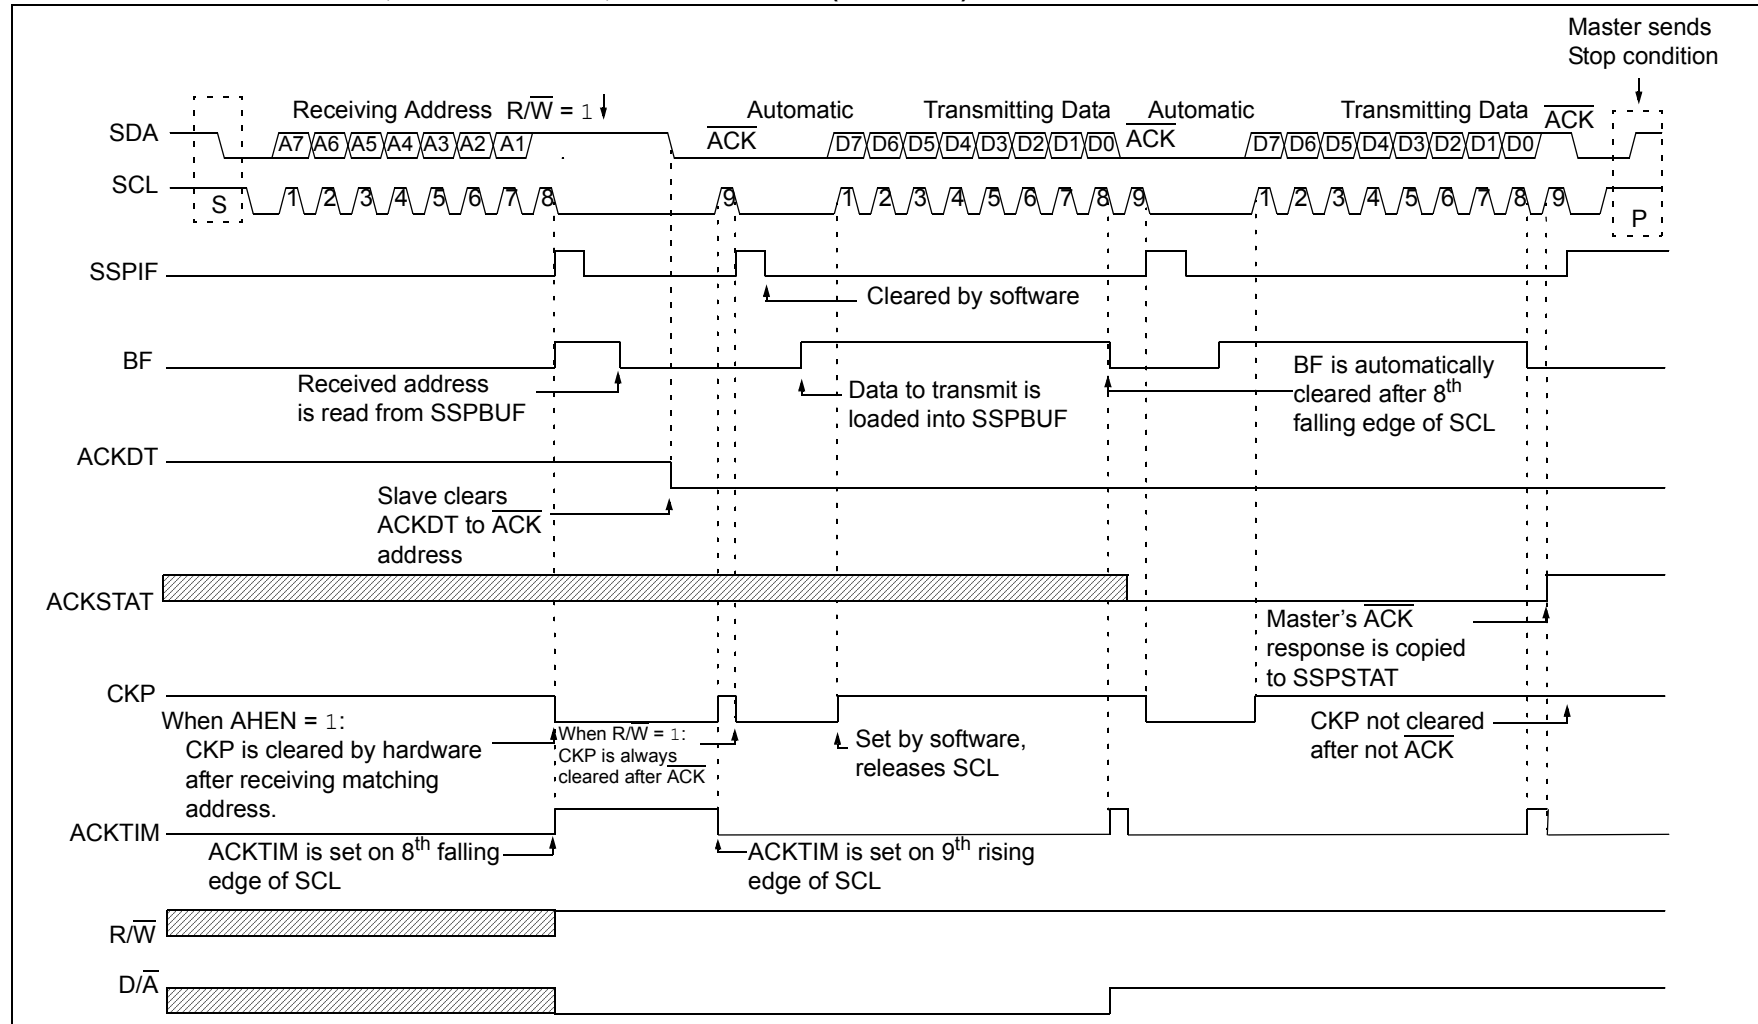 Master sends
Stop condition
Receiving Address R/W̅ = 1
Automatic
Transmitting Data
Automatic
Transmitting Data
A̅C̅K̅
SDA
A7 A6 A5 A4 A3 A2 A1
A̅C̅K̅
D7 D6 D5 D4 D3 D2 D1 D0
A̅C̅K̅
D7 D6 D5 D4 D3 D2 D1 D0
SCL
S
1 2 3 4 5 6 7 8
9
1 2 3 4 5 6 7 8 9
1 2 3 4 5 6 7 8 9
P
SSPIF
Cleared by software
BF
Received address
is read from SSPBUF
Data to transmit is
loaded into SSPBUF
BF is automatically
cleared after 8th
falling edge of SCL
ACKDT
Slave clears
ACKDT to A̅C̅K̅
address
ACKSTAT
Master’s A̅C̅K̅
response is copied
to SSPSTAT
CKP
When AHEN = 1:
CKP is cleared by hardware
after receiving matching
address.
When R/W̅ = 1:
CKP is always
cleared after A̅C̅K̅
Set by software,
releases SCL
CKP not cleared
after not A̅C̅K̅
ACKTIM
ACKTIM is set on 8th falling
edge of SCL
ACKTIM is set on 9th rising
edge of SCL
R/W̅
D/A̅